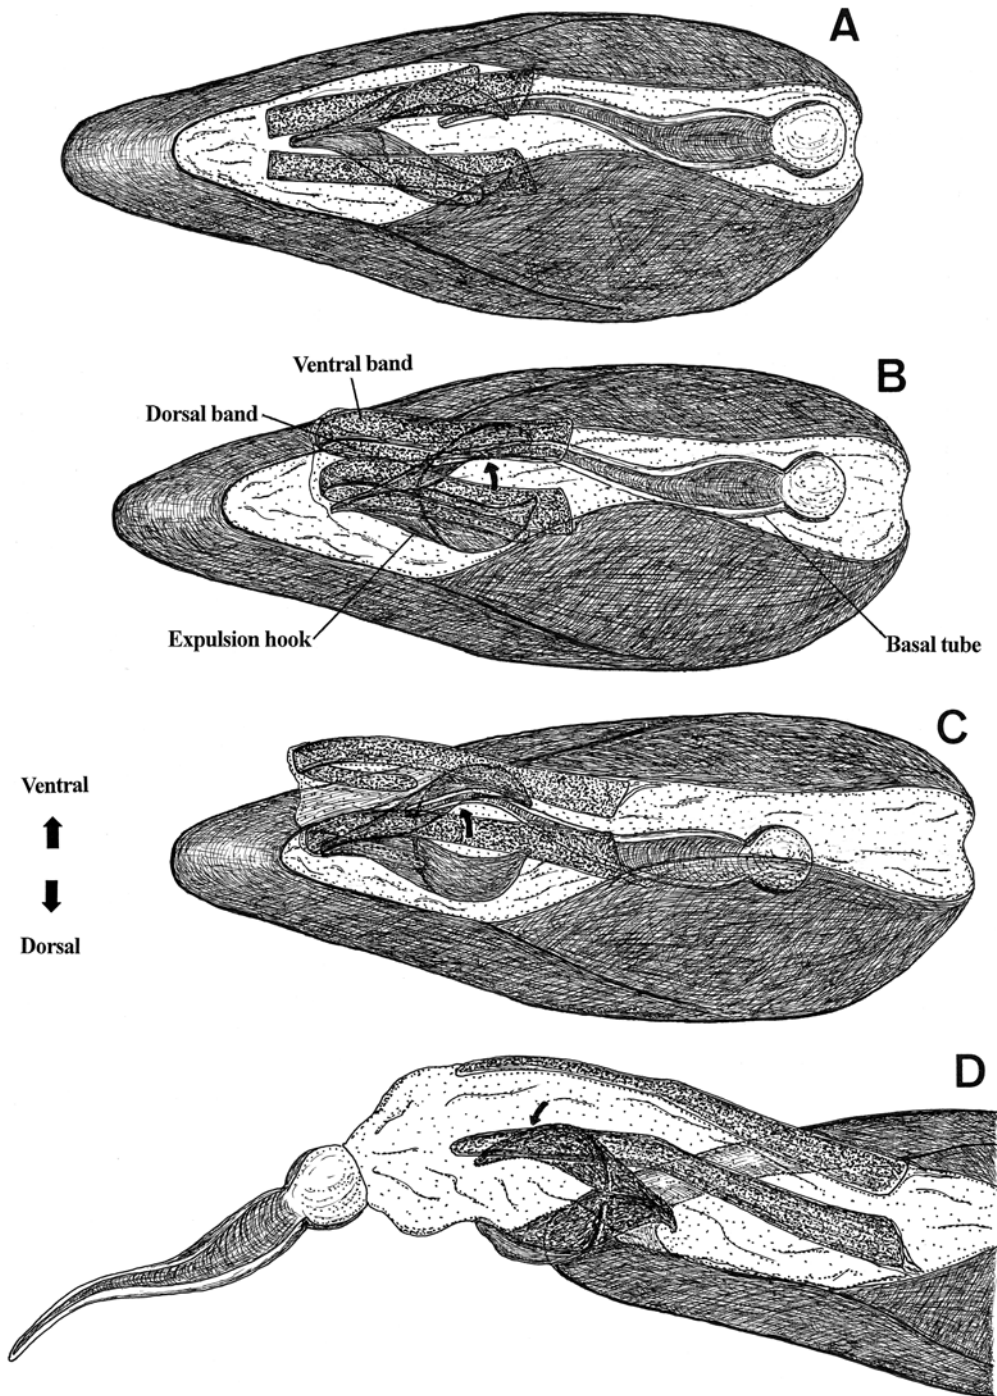 A
B
Ventral band
Dorsal band
Expulsion hook
Basal tube
C
Ventral
Dorsal
D